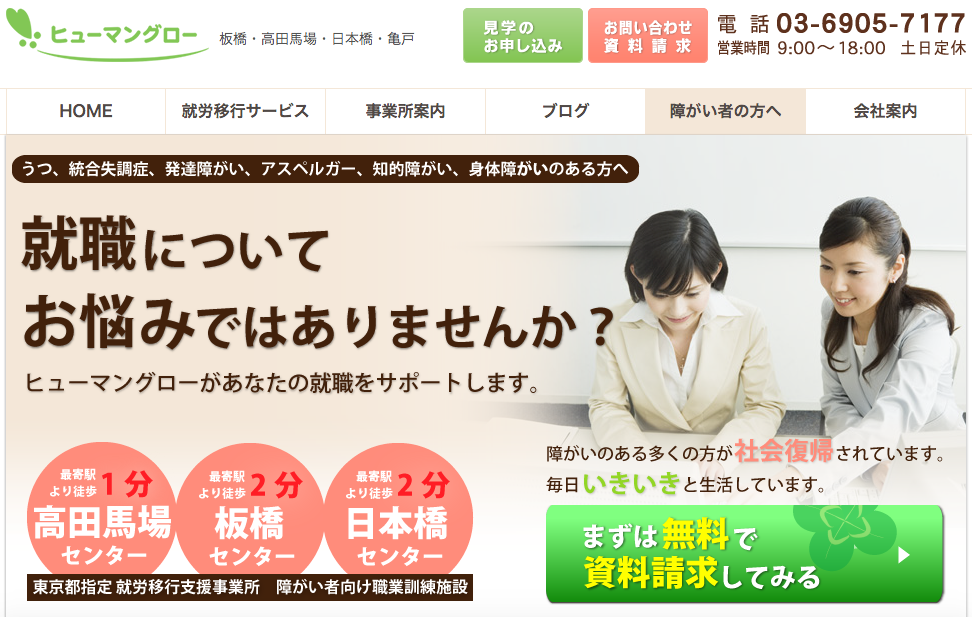 ヒューマングロー
板橋・高田馬場・日本橋・亀戸
見学の
お申し込み
お問い合わせ
資料請求
電話 03-6905-7177
営業時間 9:00～18:00 土日定休
HOME
就労移行サービス
事業所案内
ブログ
障がい者の方へ
会社案内
うつ、統合失調症、発達障がい、アスペルガー、知的障がい、身体障がいのある方へ
就職について
お悩みではありませんか？
ヒューマングローがあなたの就職をサポートします。
最寄駅
より徒歩1分
高田馬場
センター
最寄駅
より徒歩2分
板橋
センター
最寄駅
より徒歩2分
日本橋
センター
東京都指定 就労移行支援事業所 障がい者向け職業訓練施設
障がいのある多くの方が社会復帰されています。
毎日いきいきと生活しています。
まずは無料で
資料請求してみる